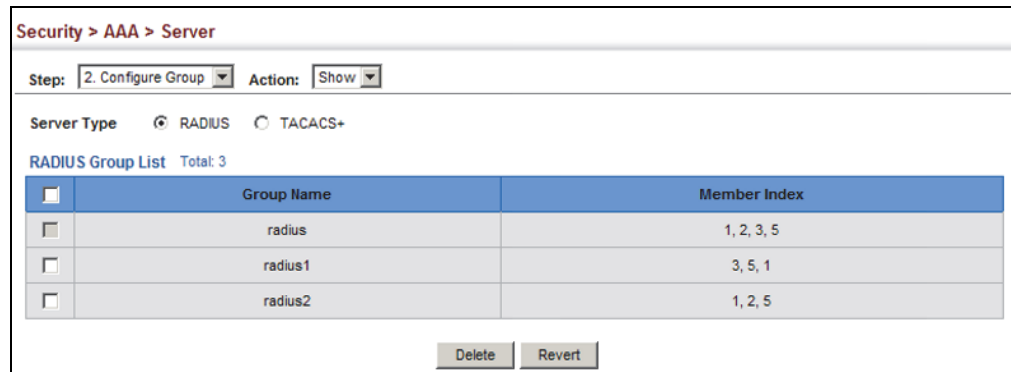 Security > AAA > Server
Step: 2. Configure Group Action: Show
Server Type RADIUS TACACS+
RADIUS Group List Total: 3
Group Name Member Index
radius 1, 2, 3, 5
radius1 3, 5, 1
radius2 1, 2, 5
Delete Revert